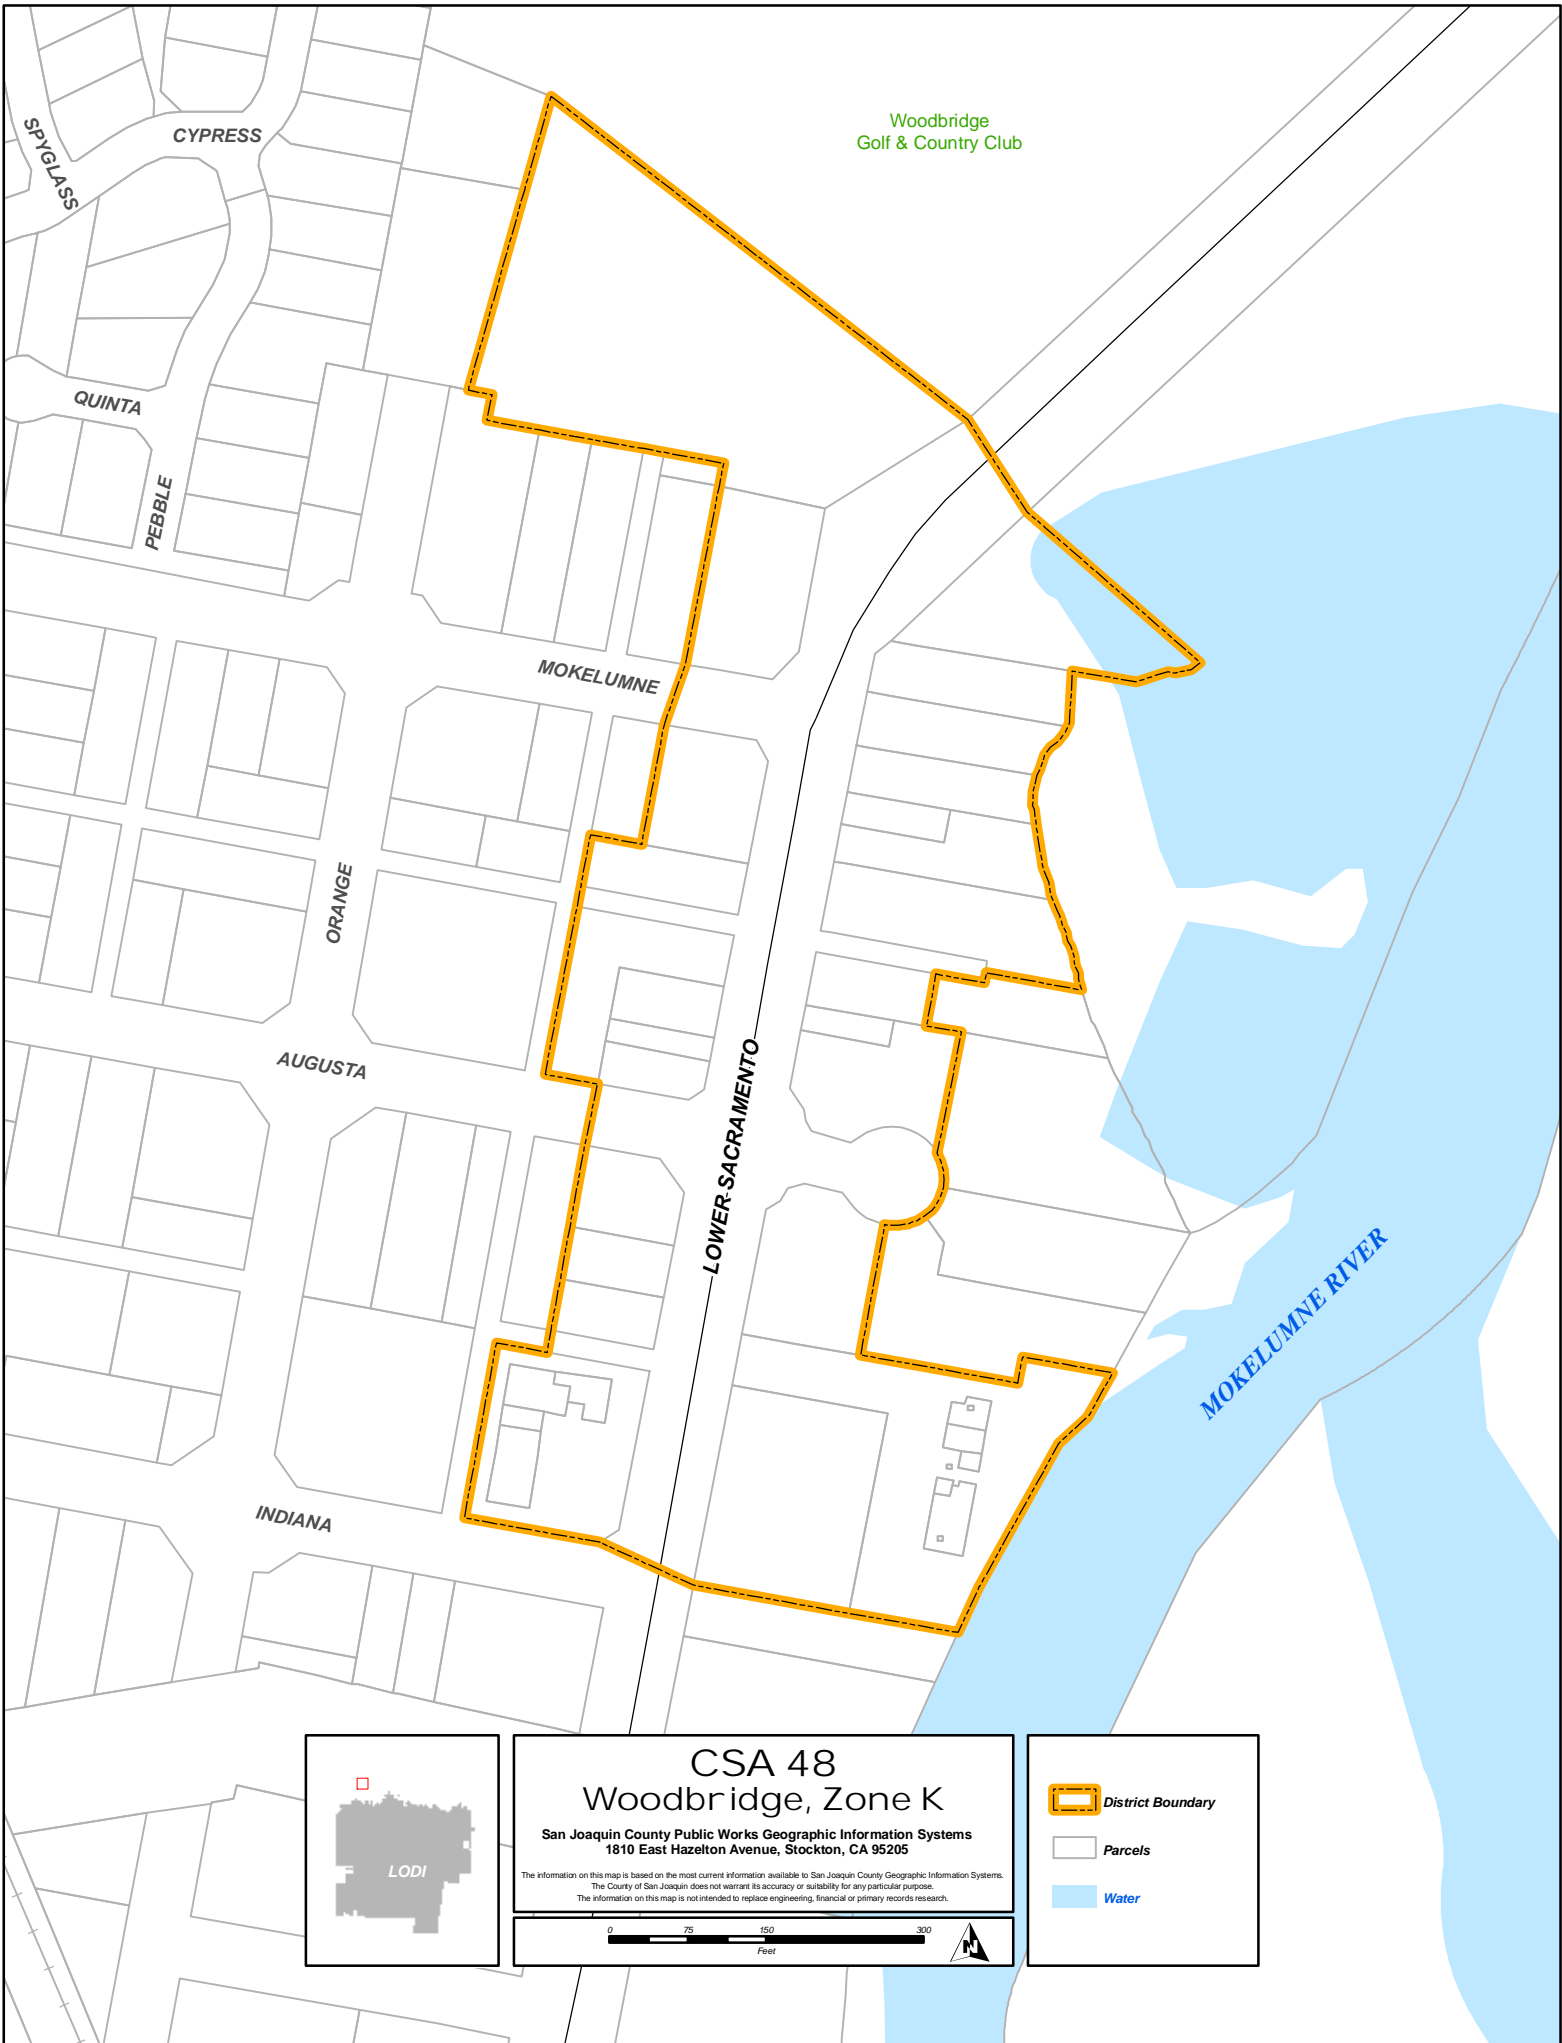 Woodbridge
Golf & Country Club
CYPRESS
SPYGLASS
QUINTA
PEBBLE
MOKELUMNE
ORANGE
AUGUSTA
LOWER-SACRAMENTO
MOKELUMNE RIVER
INDIANA
LODI
CSA 48
Woodbridge, Zone K
San Joaquin County Public Works Geographic Information Systems
1810 East Hazelton Avenue, Stockton, CA 95205
The information on this map is based on the most current information available to San Joaquin County Geographic Information Systems.
The County of San Joaquin does not warrant its accuracy or suitability for any particular purpose.
The information on this map is not intended to replace engineering, financial or primary records research.
0 75 150 300
Feet
N
District Boundary
Parcels
Water